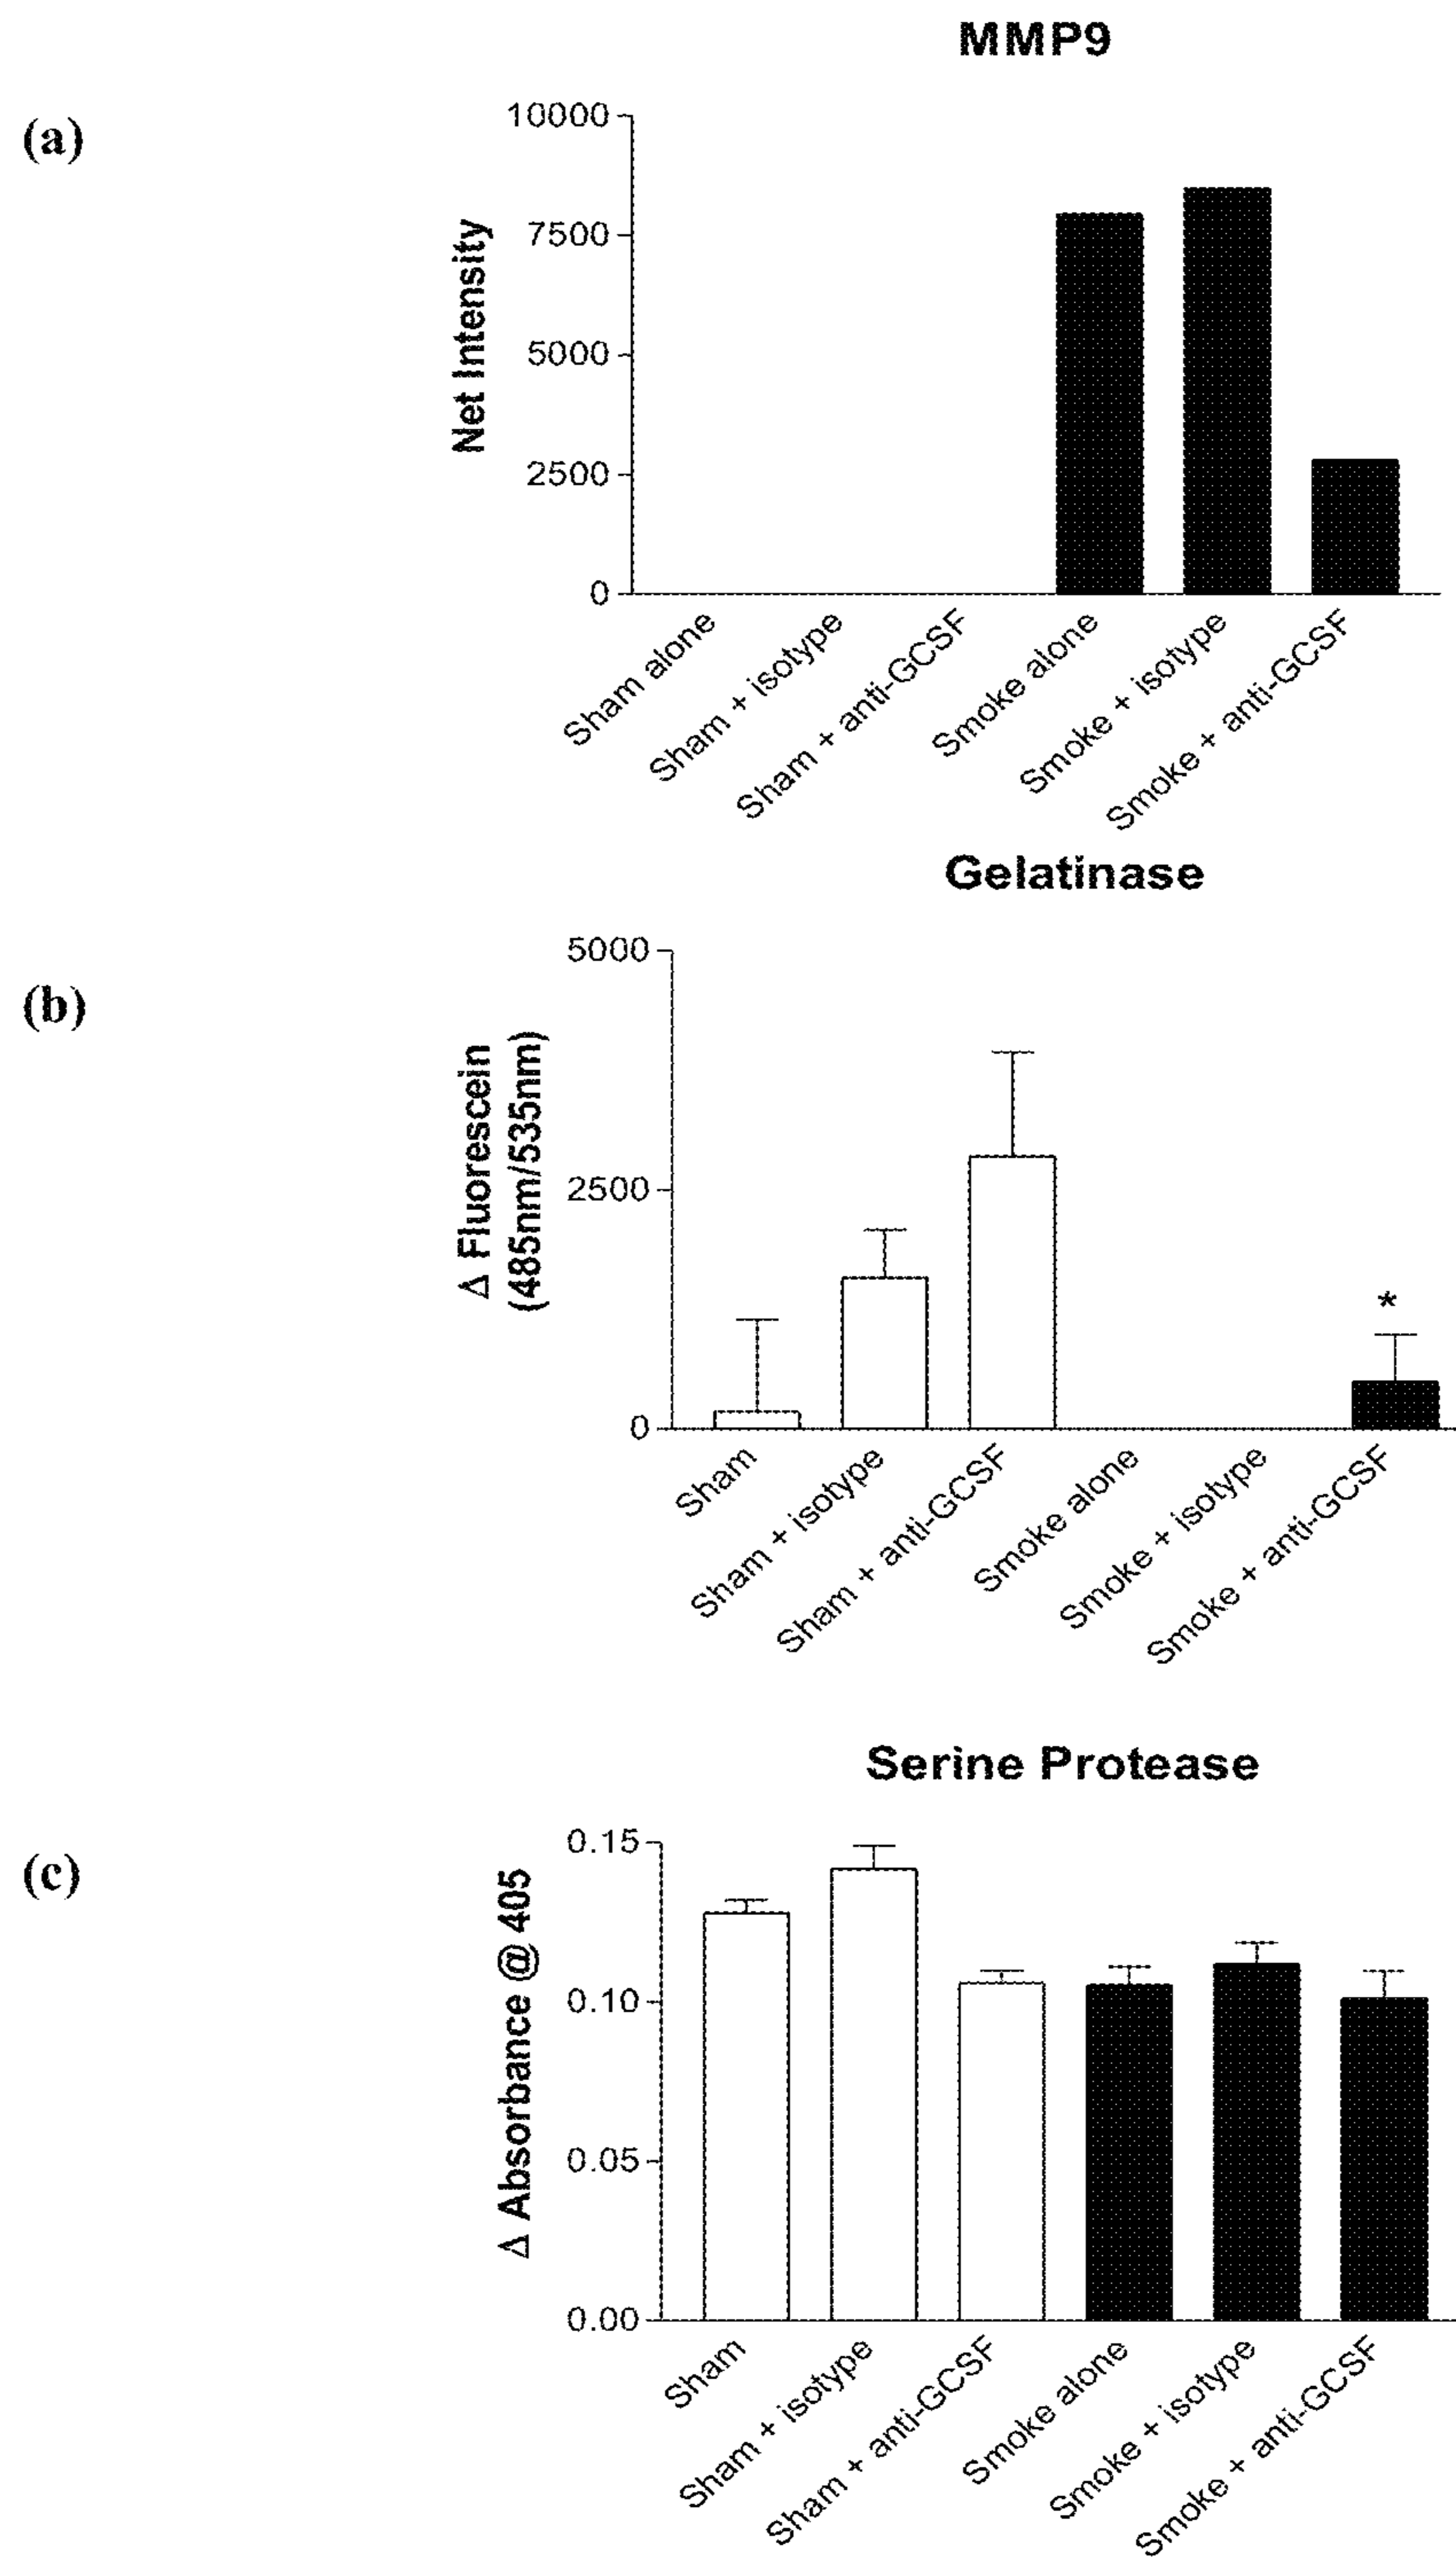 MMP9
(a)
10000
7500
5000
2500
0
Net Intensity
Sham alone
Sham + isotype
Sham + anti-GCSF
Smoke alone
Smoke + isotype
Smoke + anti-GCSF
Gelatinase
(b)
5000
2500
0
Δ Fluorescein
(485nm/535nm)
*
Sham
Sham + isotype
Sham + anti-GCSF
Smoke alone
Smoke + isotype
Smoke + anti-GCSF
Serine Protease
(c)
0.15
0.10
0.05
0.00
Δ Absorbance @ 405
Sham
Sham + isotype
Sham + anti-GCSF
Smoke alone
Smoke + isotype
Smoke + anti-GCSF